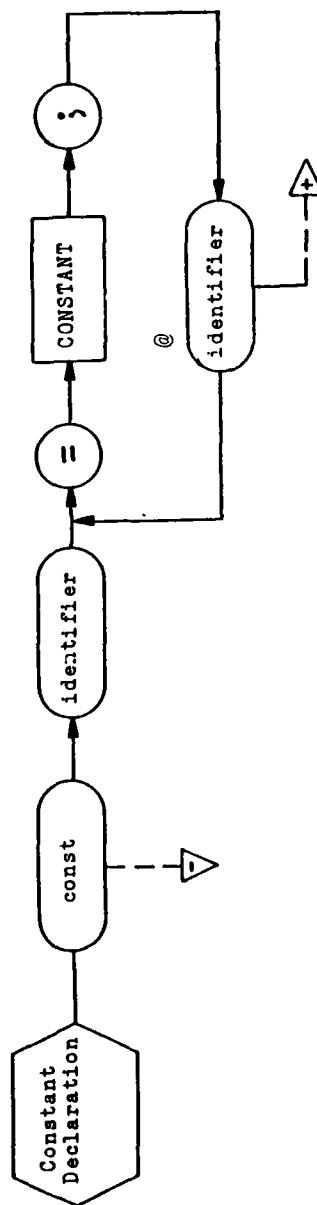 Constant
Declaration
const
-
identifier
=
CONSTANT
;
@
identifier
+